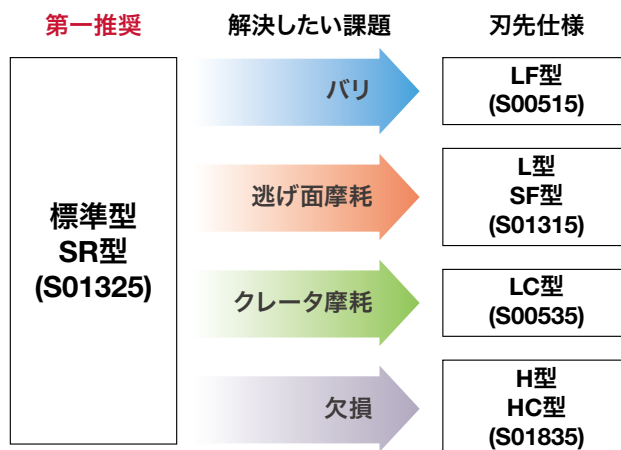 第一推奨
解決したい課題
刃先仕様
標準型
SR型
(S01325)
バリ
LF型
(S00515)
逃げ面摩耗
L型
SF型
(S01315)
クレータ摩耗
LC型
(S00535)
欠損
H型
HC型
(S01835)